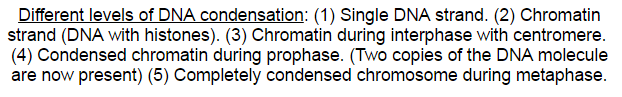 Different levels of DNA condensation: (1) Single DNA strand. (2) Chromatin
strand (DNA with histones). (3) Chromatin during interphase with centromere.
(4) Condensed chromatin during prophase. (Two copies of the DNA molecule
are now present) (5) Completely condensed chromosome during metaphase.